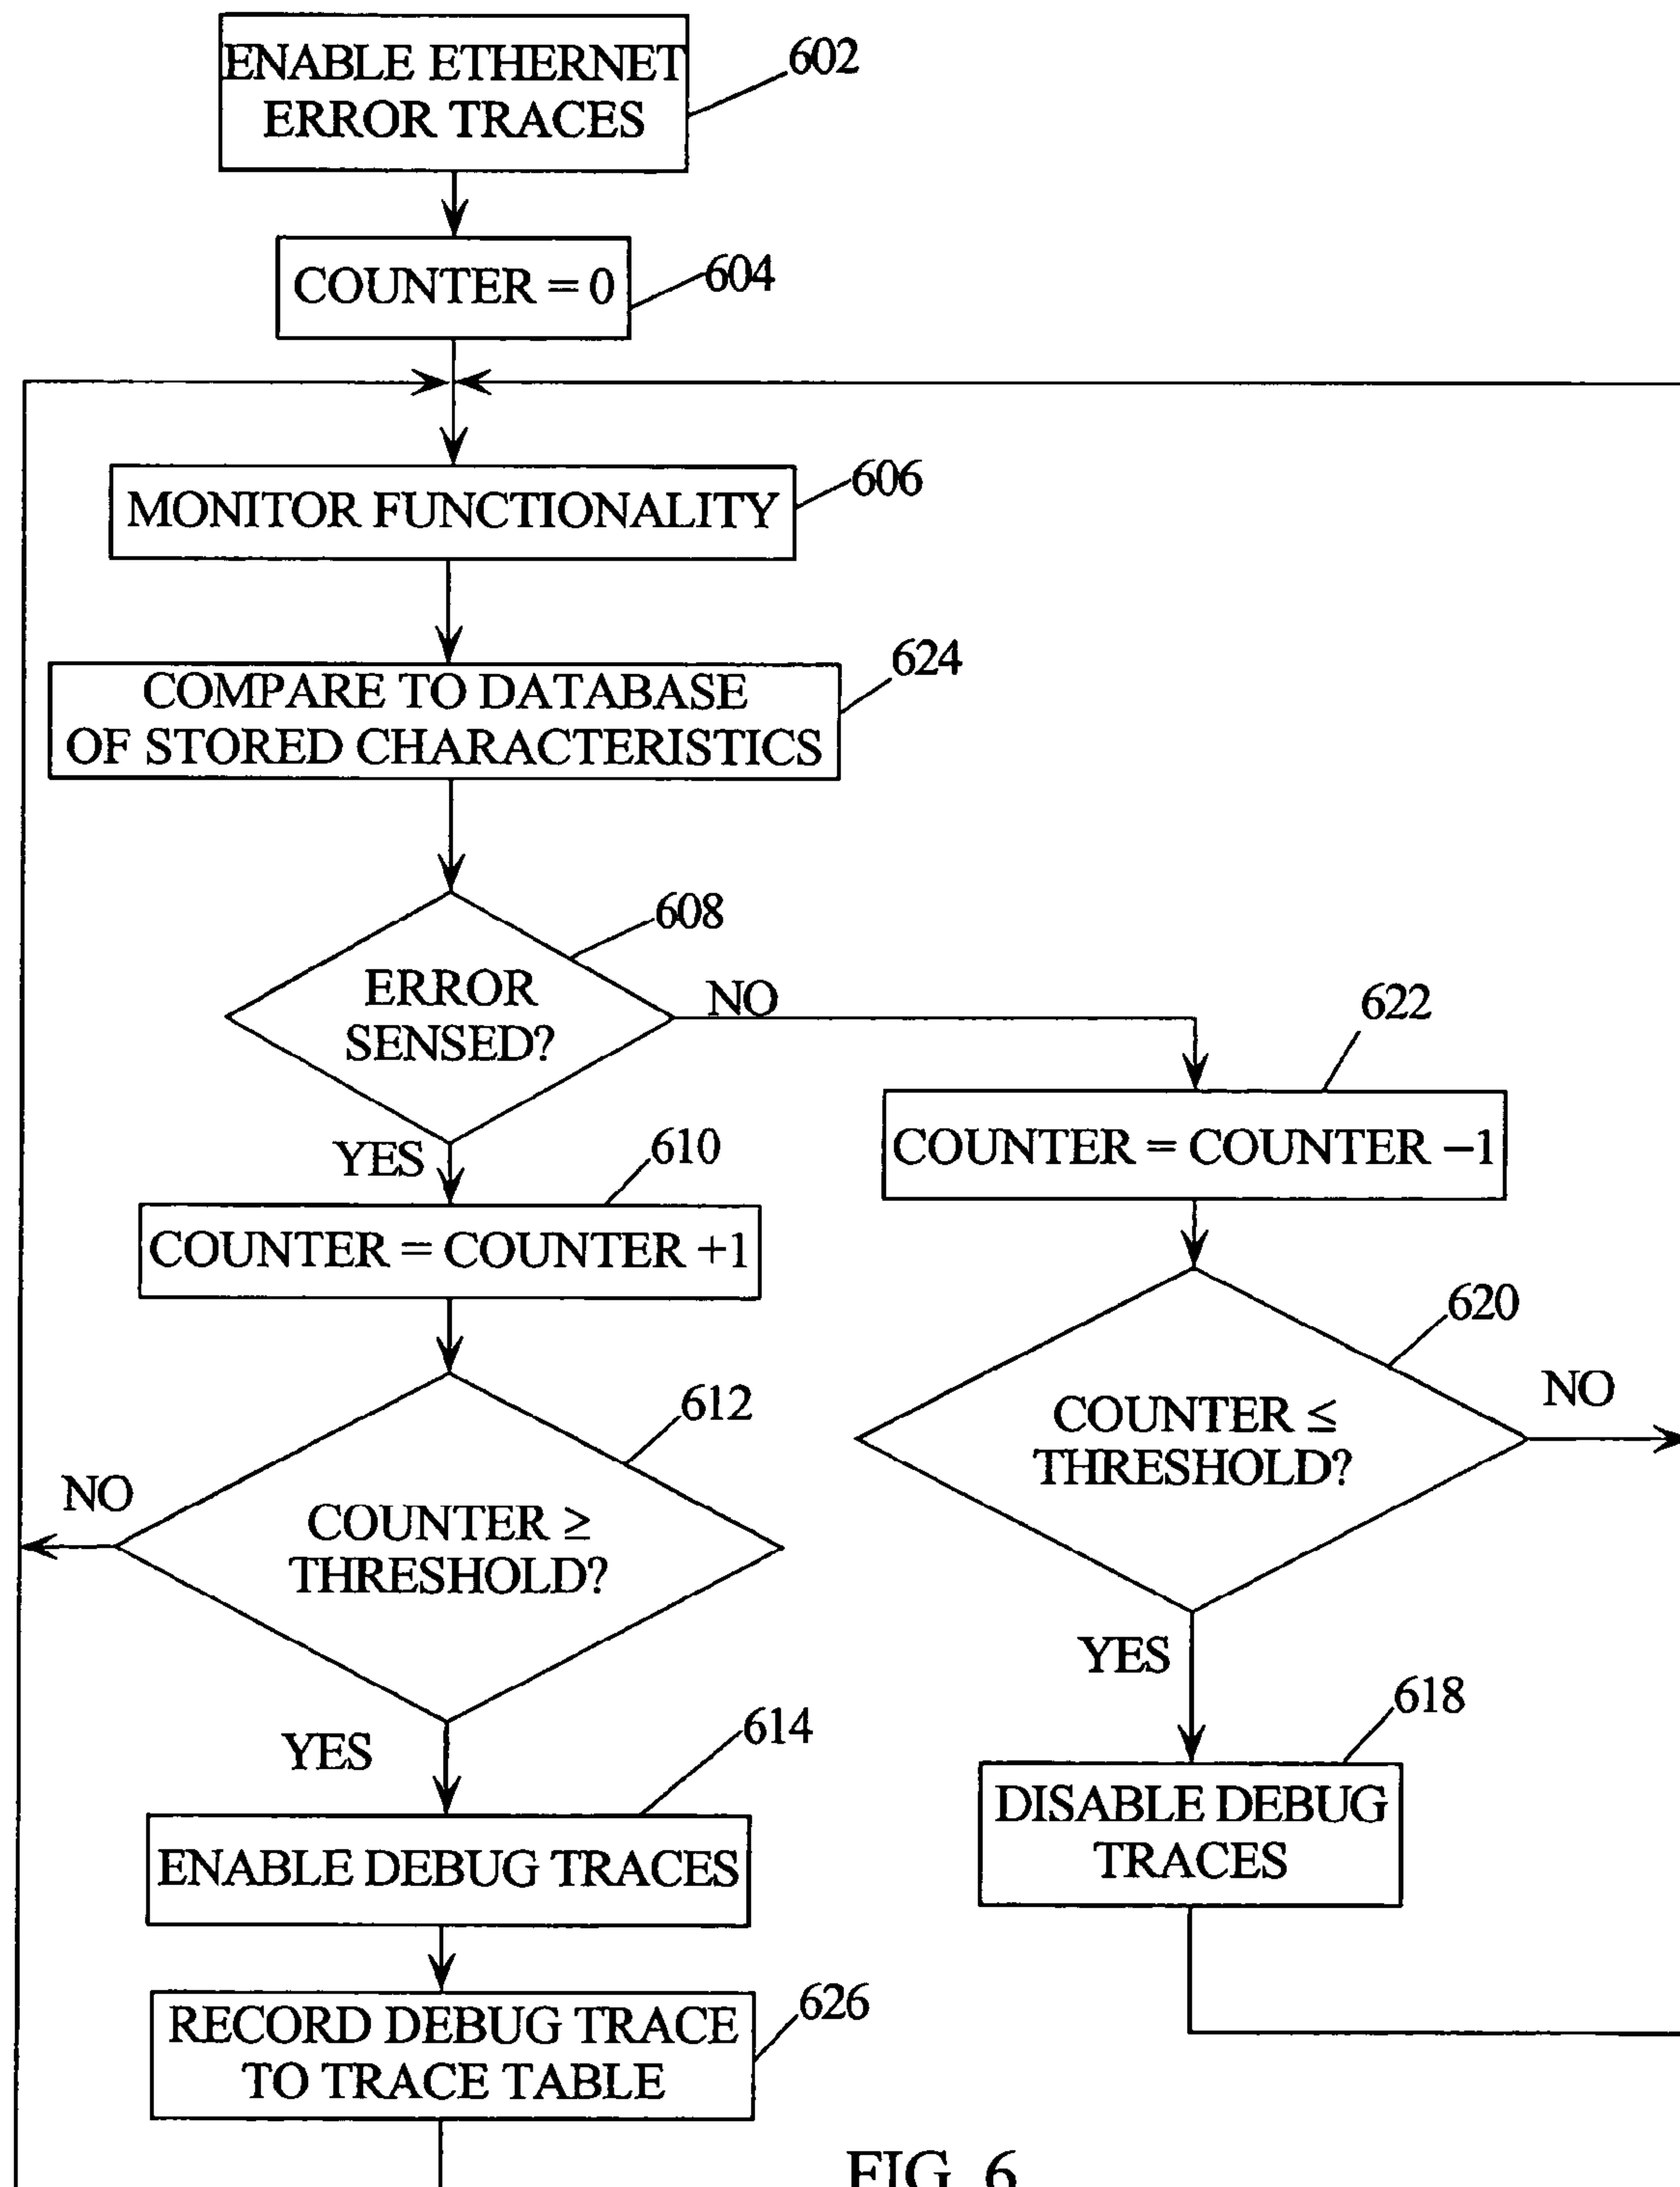 ENABLE ETHERNET
ERROR TRACES
602
COUNTER = 0
604
MONITOR FUNCTIONALITY
606
COMPARE TO DATABASE
OF STORED CHARACTERISTICS
624
ERROR
SENSED?
608
NO
YES
622
COUNTER = COUNTER –1
610
COUNTER = COUNTER +1
620
COUNTER ≤
THRESHOLD?
NO
612
COUNTER ≥
THRESHOLD?
NO
YES
YES
618
DISABLE DEBUG
TRACES
614
ENABLE DEBUG TRACES
626
RECORD DEBUG TRACE
TO TRACE TABLE
FIG. 6